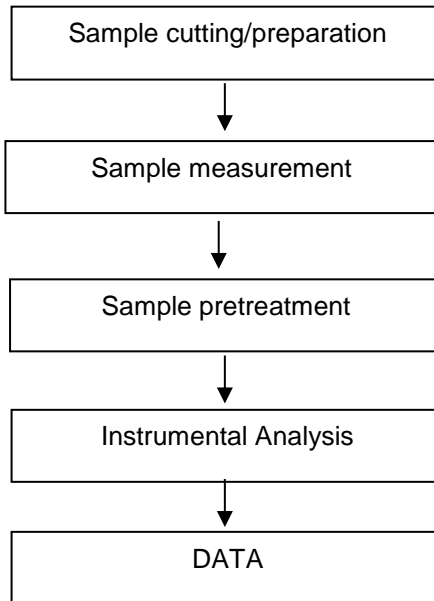 Sample cutting/preparation
Sample measurement
Sample pretreatment
Instrumental Analysis
DATA